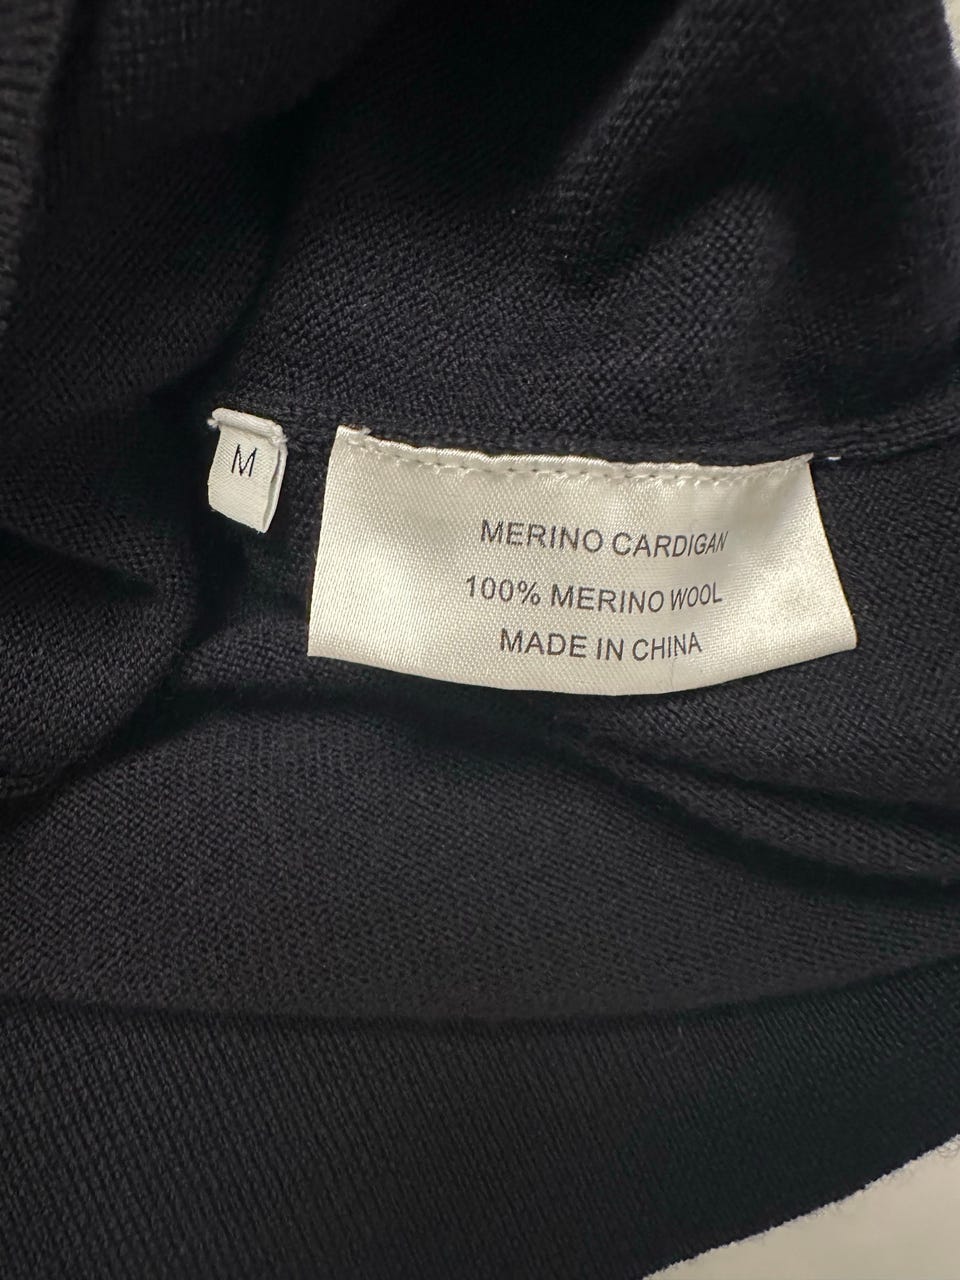 M
MERINO CARDIGAN
100% MERINO WOOL
MADE IN CHINA